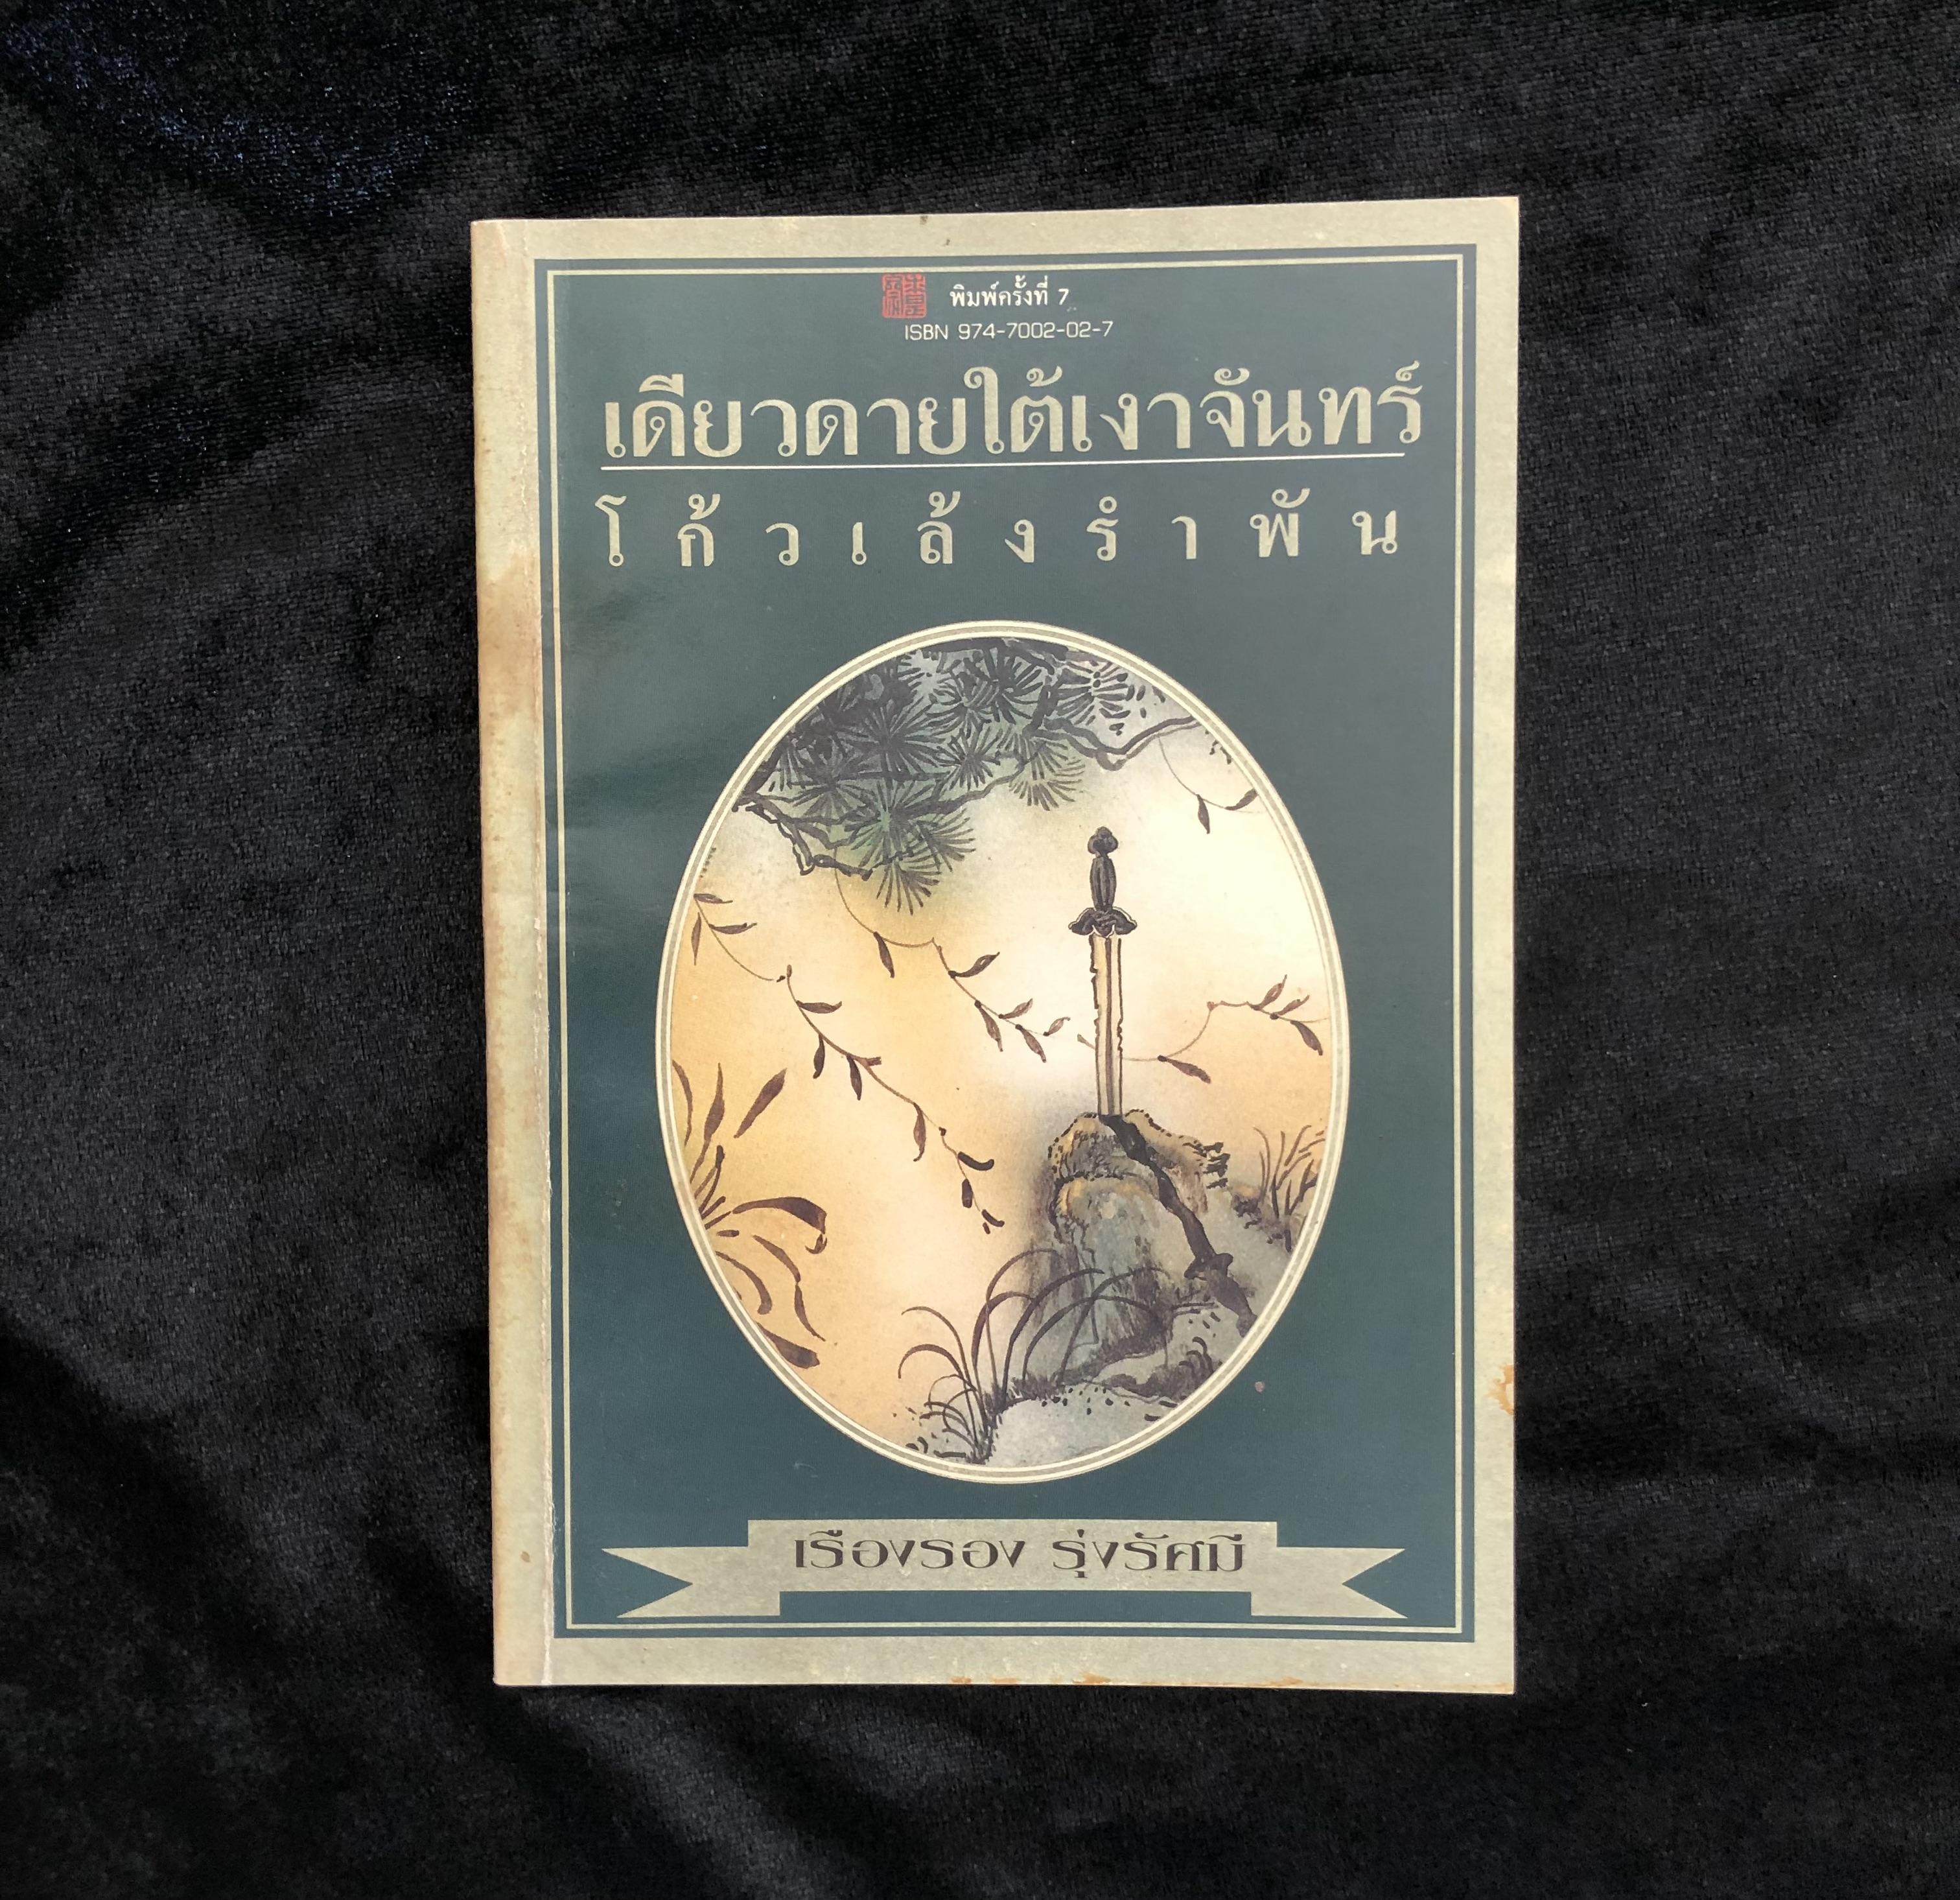 พิมพ์ครั้งที่ 7
ISBN 974-7002-02-7
เดียวดายใต้เงาจันทร์
โก้วเล้งรำพัน
เรืองรอง รุ่งรัศมี